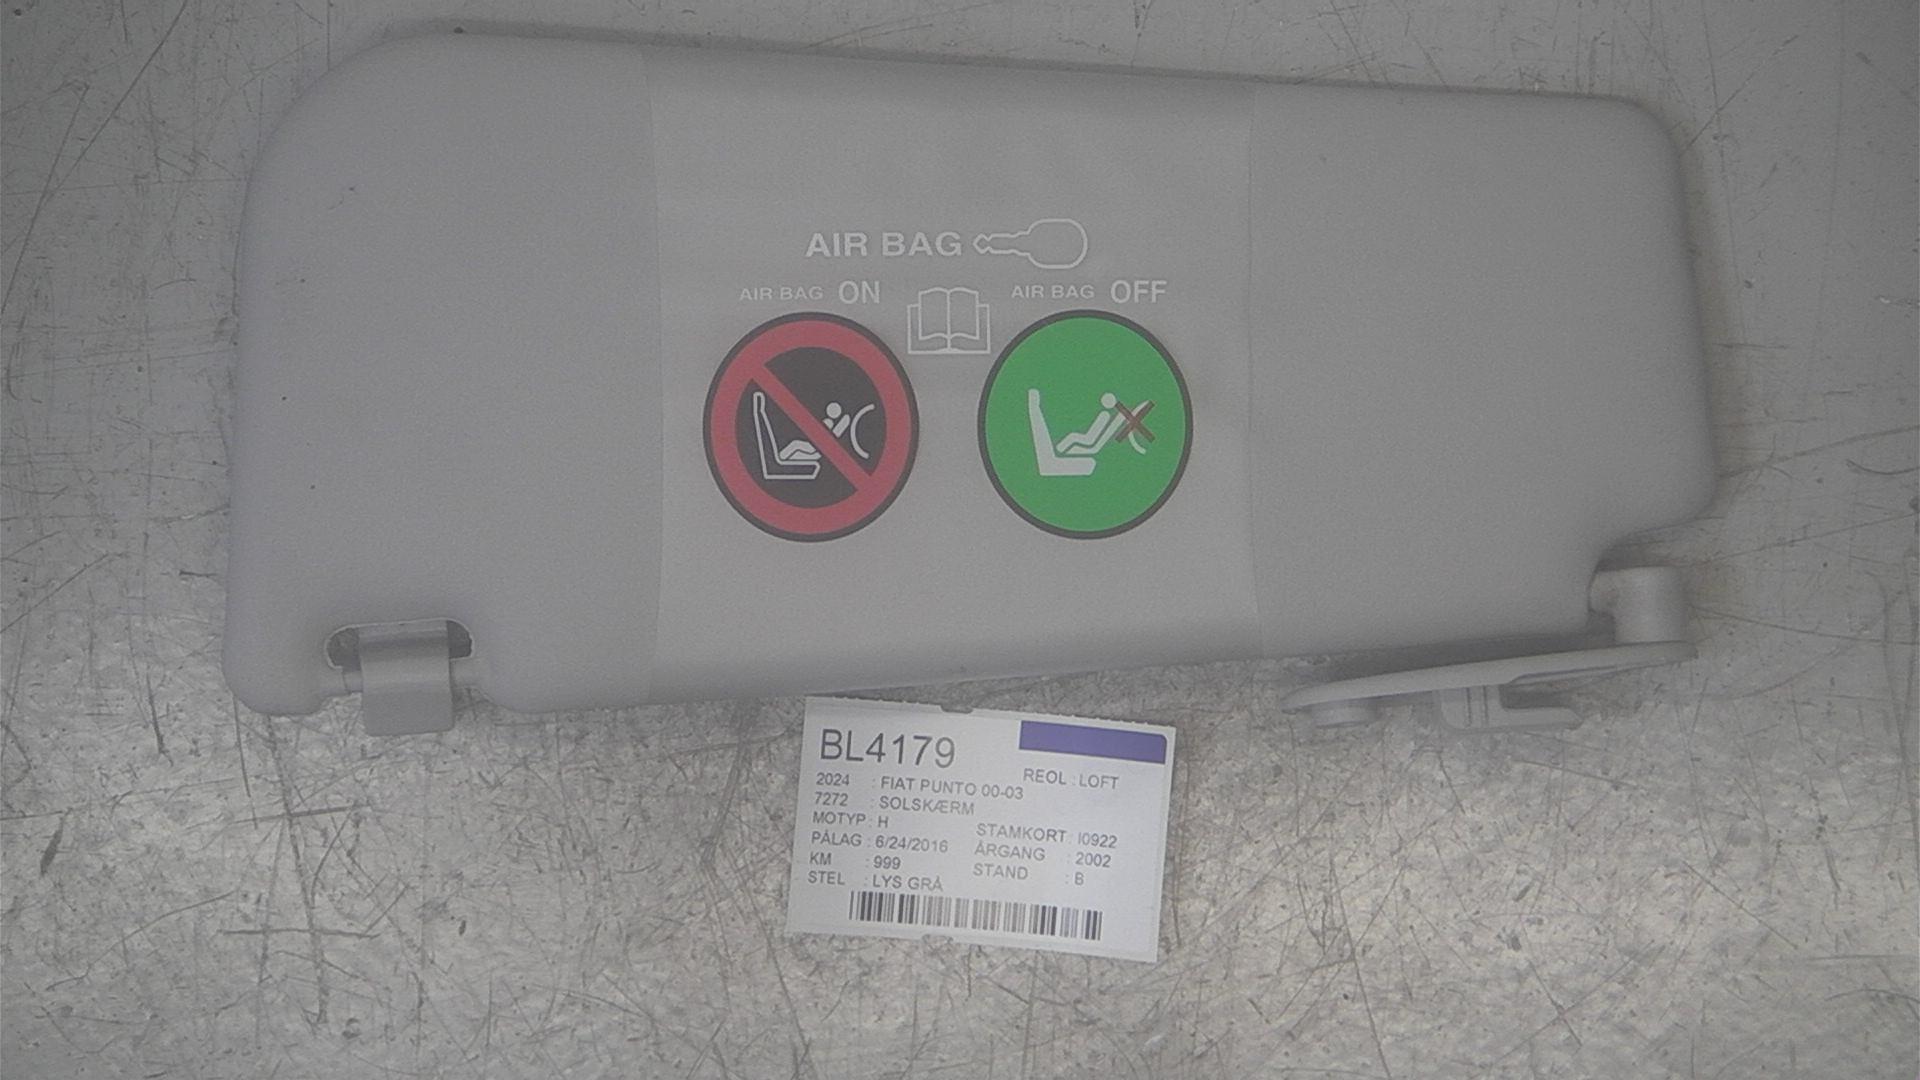 AIR BAG
AIR BAG ON AIR BAG OFF
BL4179
REOL : LOFT
2024 : FIAT PUNTO 00-03
7272 : SOLSKÆRM
MOTYP : H STAMKORT : I0922
PÅLAG : 6/24/2016 ÅRGANG : 2002
KM : 999 STAND : B
STEL : LYS GRÅ